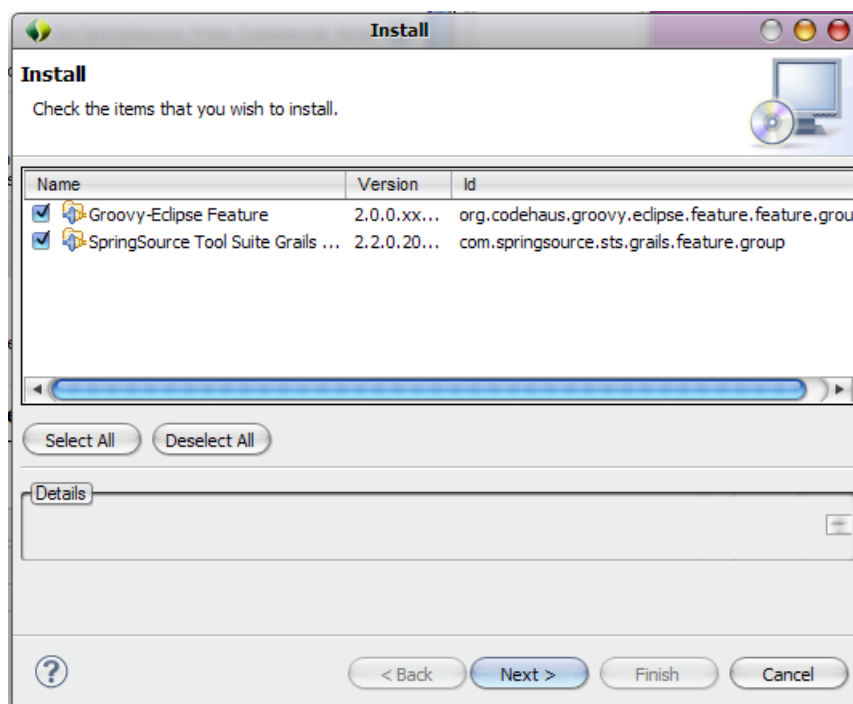 Install
Install
Check the items that you wish to install.
Name Version Id
Groovy-Eclipse Feature 2.0.0.xx... org.codehaus.groovy.eclipse.feature.feature.grou
SpringSource Tool Suite Grails ... 2.2.0.20... com.springsource.sts.grails.feature.group
Select All Deselect All
Details
? < Back Next > Finish Cancel